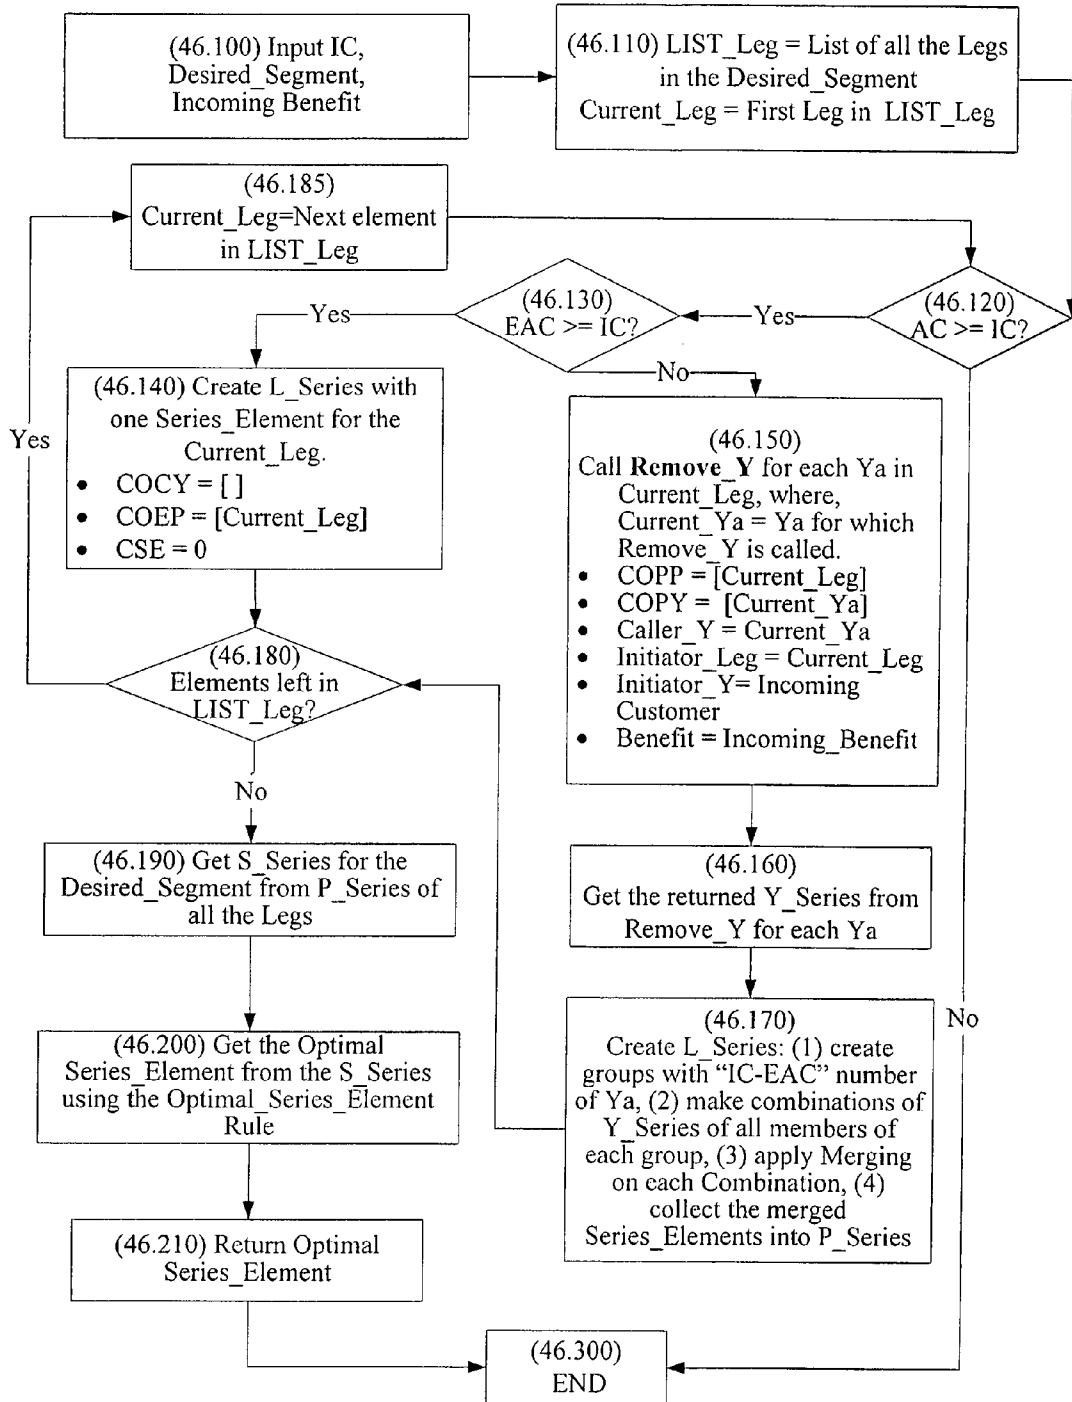 (46.100) Input IC,
Desired_Segment,
Incoming Benefit
(46.110) LIST_Leg = List of all the Legs
in the Desired_Segment
Current_Leg = First Leg in LIST_Leg
(46.185)
Current_Leg=Next element
in LIST_Leg
(46.120)
AC >= IC?
Yes
(46.130)
EAC >= IC?
Yes
No
(46.140) Create L_Series with
one Series_Element for the
Current_Leg.
• COCY = [ ]
• COEP = [Current_Leg]
• CSE = 0
Yes
(46.150)
Call Remove_Y for each Ya in
Current_Leg, where,
Current_Ya = Ya for which
Remove_Y is called.
• COPP = [Current_Leg]
• COPY = [Current_Ya]
• Caller_Y = Current_Ya
• Initiator_Leg = Current_Leg
• Initiator_Y= Incoming
Customer
• Benefit = Incoming_Benefit
(46.180)
Elements left in
LIST_Leg?
No
(46.190) Get S_Series for the
Desired_Segment from P_Series of
all the Legs
(46.160)
Get the returned Y_Series from
Remove_Y for each Ya
(46.170)
Create L_Series: (1) create
groups with “IC-EAC” number
of Ya, (2) make combinations of
Y_Series of all members of
each group, (3) apply Merging
on each Combination, (4)
collect the merged
Series_Elements into P_Series
No
(46.200) Get the Optimal
Series_Element from the S_Series
using the Optimal_Series_Element
Rule
(46.210) Return Optimal
Series_Element
(46.300)
END